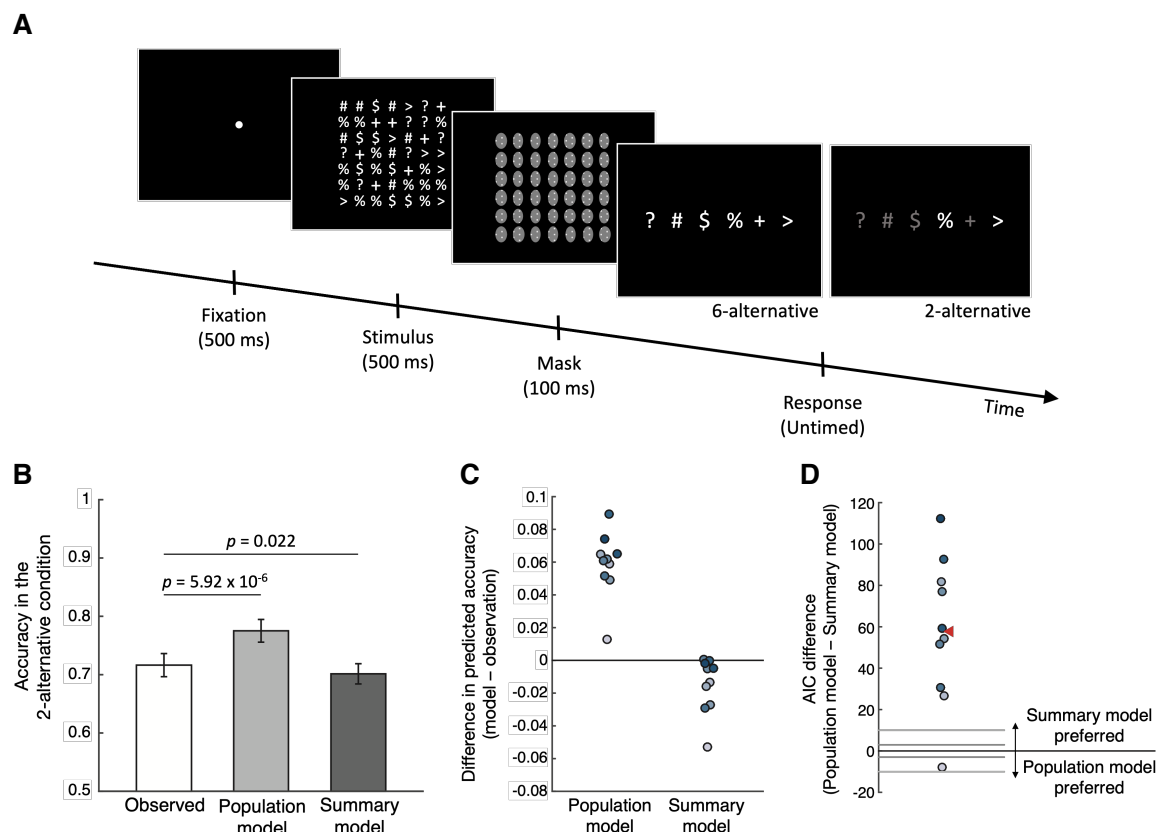 A
# # $ # > ? +
% % + + ? ? %
# $ $ > # + ?
? + % # ? > >
% $ % $ + % >
% ? + # % % %
> % % $ $ % >
? # $ % + >
? # $ % + >
6-alternative
2-alternative
Fixation
(500 ms)
Stimulus
(500 ms)
Mask
(100 ms)
Response
(Untimed)
Time
B
Accuracy in the
2-alternative condition
1
0.9
0.8
0.7
0.6
0.5
p = 0.022
p = 5.92 x 10⁻⁶
Observed
Population
model
Summary
model
C
Difference in predicted accuracy
(model – observation)
0.1
0.08
0.06
0.04
0.02
0
-0.02
-0.04
-0.06
-0.08
Population
model
Summary
model
D
AIC difference
(Population model – Summary model)
120
100
80
60
40
20
0
-20
Summary model
preferred
Population model
preferred